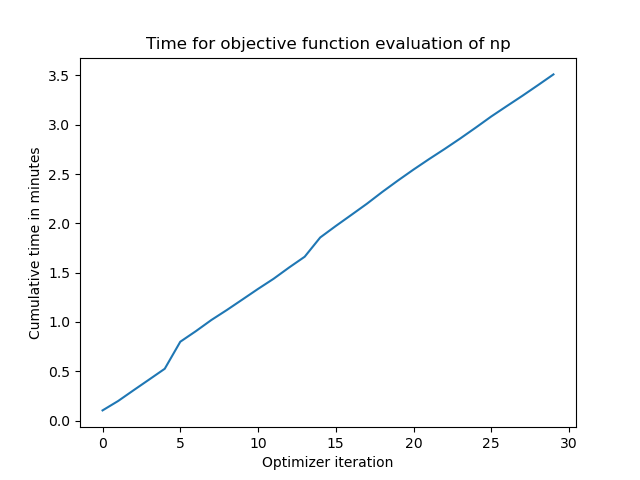 Time for objective function evaluation of np
3.5
3.0
2.5
2.0
1.5
1.0
0.5
0.0
Cumulative time in minutes
0 5 10 15 20 25 30
Optimizer iteration